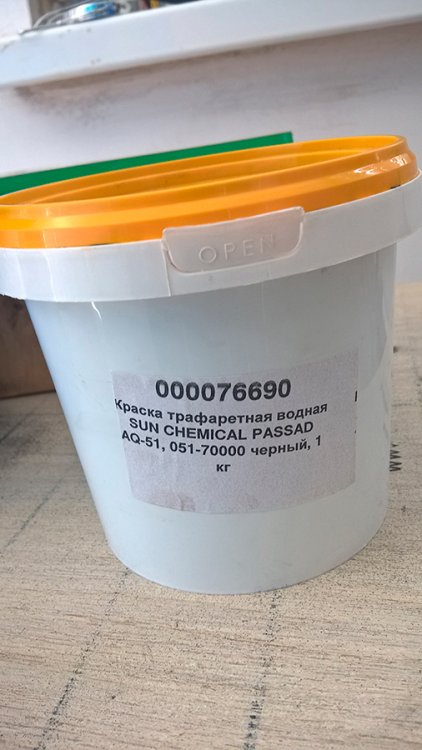 OPEN
000076690
Краска трафаретная водная
SUN CHEMICAL PASSAD
AQ-51, 051-70000 черный, 1
кг